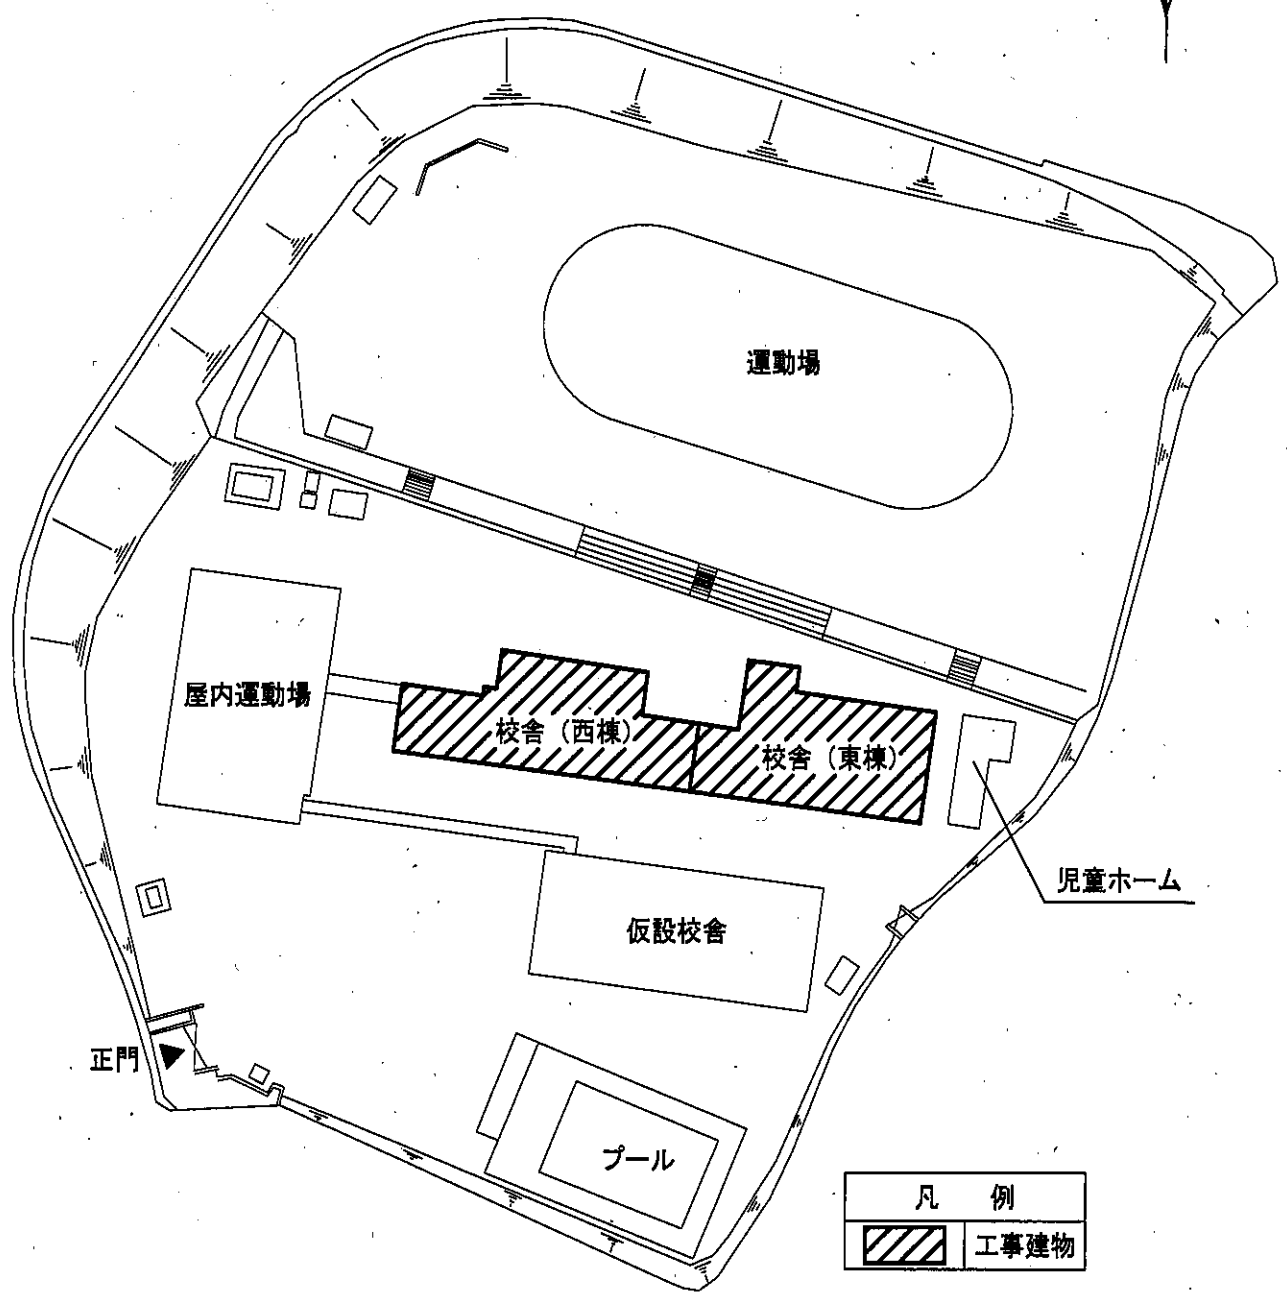 運動場
屋内運動場
校舎（西棟）
校舎（東棟）
児童ホーム
仮設校舎
正門
プール
凡 例
工事建物